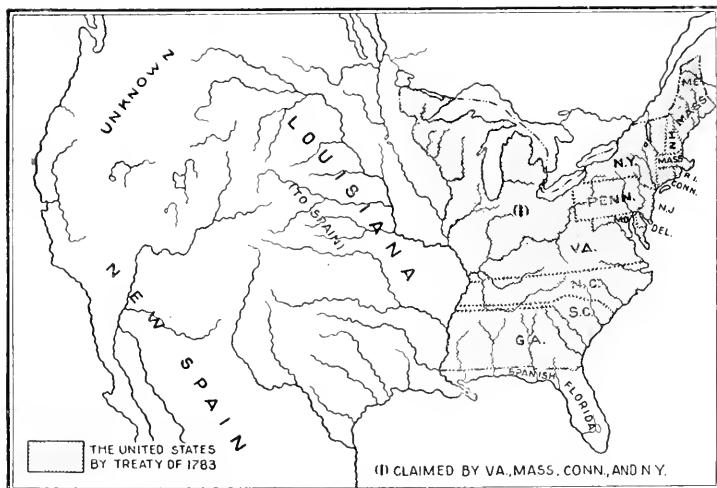 UNKNOWN
LOUISIANA
(TO SPAIN)
NEW SPAIN
ME.
MASS.
N.H.
N.Y.
MASS.
R.I.
CONN.
PENN.
N.J.
MD.
DEL.
(1)
VA.
N.C.
S.C.
GA.
SPANISH
FLORIDA
THE UNITED STATES
BY TREATY OF 1783
(1) CLAIMED BY VA., MASS. CONN., AND N.Y.